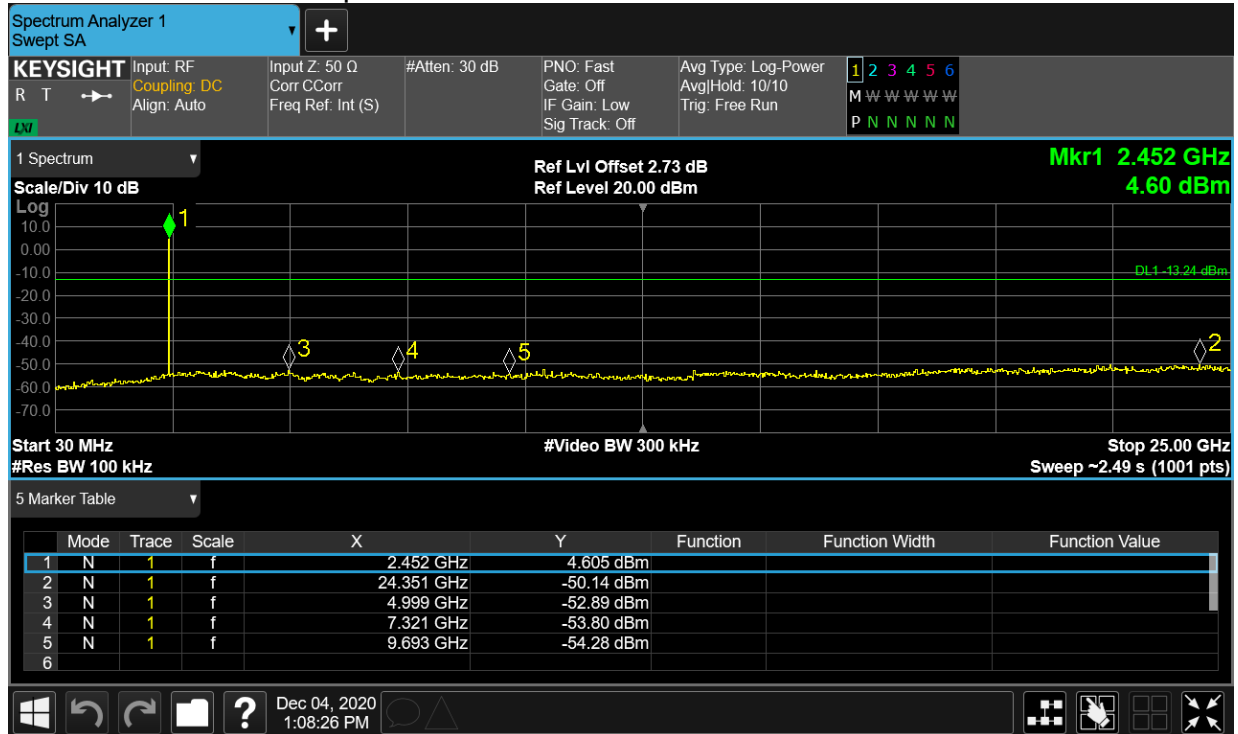 Spectrum Analyzer 1
Swept SA
KEYSIGHT
R T
LXI
Input: RF
Coupling: DC
Align: Auto
Input Z: 50 Ω
Corr CCorr
Freq Ref: Int (S)
#Atten: 30 dB
PNO: Fast
Gate: Off
IF Gain: Low
Sig Track: Off
Avg Type: Log-Power
Avg|Hold: 10/10
Trig: Free Run
1 2 3 4 5 6
M W W W W W
P N N N N N
1 Spectrum
Scale/Div 10 dB
Ref Lvl Offset 2.73 dB
Ref Level 20.00 dBm
Mkr1 2.452 GHz
4.60 dBm
Log
10.0
0.00
-10.0
-20.0
-30.0
-40.0
-50.0
-60.0
-70.0
1
DL1 -13.24 dBm
3
4
5
2
Start 30 MHz
#Video BW 300 kHz
Stop 25.00 GHz
#Res BW 100 kHz
Sweep ~2.49 s (1001 pts)
5 Marker Table
Mode Trace Scale X Y Function Function Width Function Value
1 N 1 f 2.452 GHz 4.605 dBm
2 N 1 f 24.351 GHz -50.14 dBm
3 N 1 f 4.999 GHz -52.89 dBm
4 N 1 f 7.321 GHz -53.80 dBm
5 N 1 f 9.693 GHz -54.28 dBm
6
?
Dec 04, 2020
1:08:26 PM